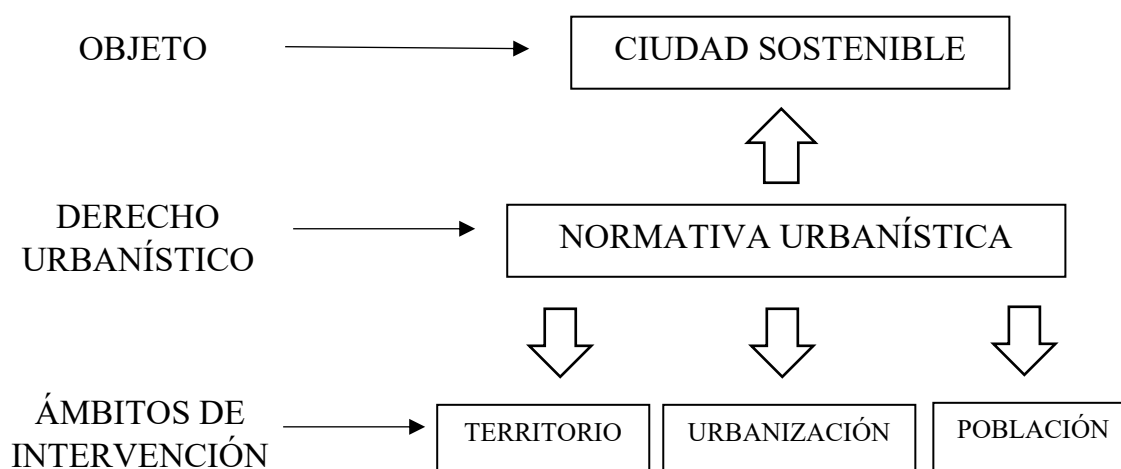 OBJETO
CIUDAD SOSTENIBLE
DERECHO
URBANÍSTICO
NORMATIVA URBANÍSTICA
ÁMBITOS DE
INTERVENCIÓN
TERRITORIO
URBANIZACIÓN
POBLACIÓN